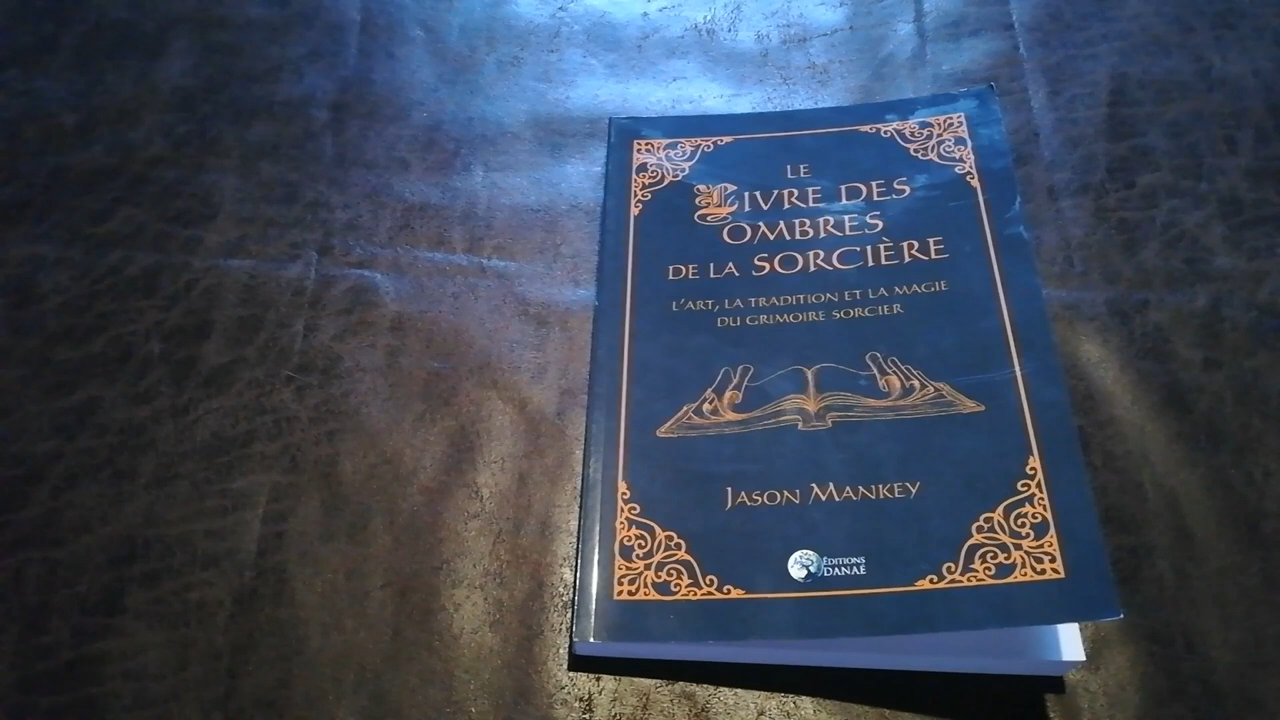 LE
LIVRE DES
OMBRES
DE LA SORCIÈRE
L'ART, LA TRADITION ET LA MAGIE
DU GRIMOIRE SORCIER
JASON MANKEY
ÉDITIONS
DANAÉ